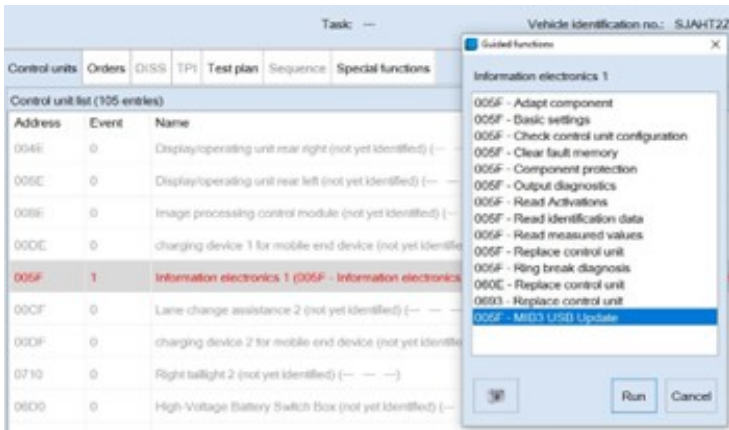 Task: ---
Vehicle identification no.: SJAHT2Z
Control units Orders DISS TPI Test plan Sequence Special functions
Control unit list (105 entries)
Address Event Name
004E 0 Display/operating unit rear right (not yet identified) (--- ---
005E 0 Display/operating unit rear left (not yet identified) (--- ---
0 Image processing control module (not yet identified) (---
00DE 0 charging device 1 for mobile end device (not yet identifie
005F 1 Information electronics 1 (005F - Information electronics
00CF 0 Lane change assistance 2 (not yet identified) (--- --- ---
00DF 0 charging device 2 for mobile end device (not yet identifie
0710 0 Right taillight 2 (not yet identified) (--- --- ---)
06D0 0 High-Voltage Battery Switch Box (not yet identified) (---
Guided functions
Information electronics 1
005F - Adapt component
005F - Basic settings
005F - Check control unit configuration
005F - Clear fault memory
005F - Component protection
005F - Output diagnostics
005F - Read Activations
005F - Read identification data
005F - Read measured values
005F - Replace control unit
005F - Ring break diagnosis
060E - Replace control unit
0693 - Replace control unit
005F - MIB3 USB Update
Run Cancel